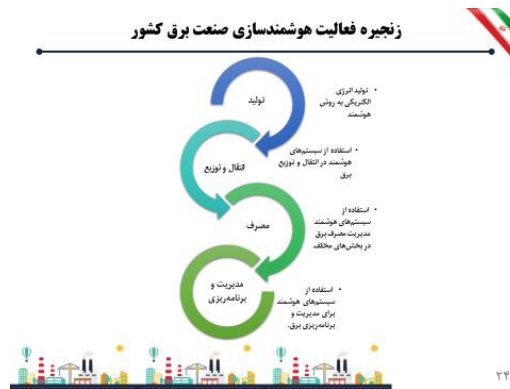 زنجیره فعالیت هوشمندسازی صنعت برق کشور
تولید
• تولید انرژی
الکتریکی به روش
هوشمند
انتقال و توزیع
• استفاده از سیستم‌های
هوشمند در انتقال و توزیع
برق
مصرف
• استفاده از
سیستم‌های هوشمند
مدیریت مصرف برق
در بخش‌های مختلف
مدیریت و
برنامه‌ریزی
• استفاده از
سیستم‌های هوشمند
برای مدیریت و
برنامه‌ریزی برق.
۲۴